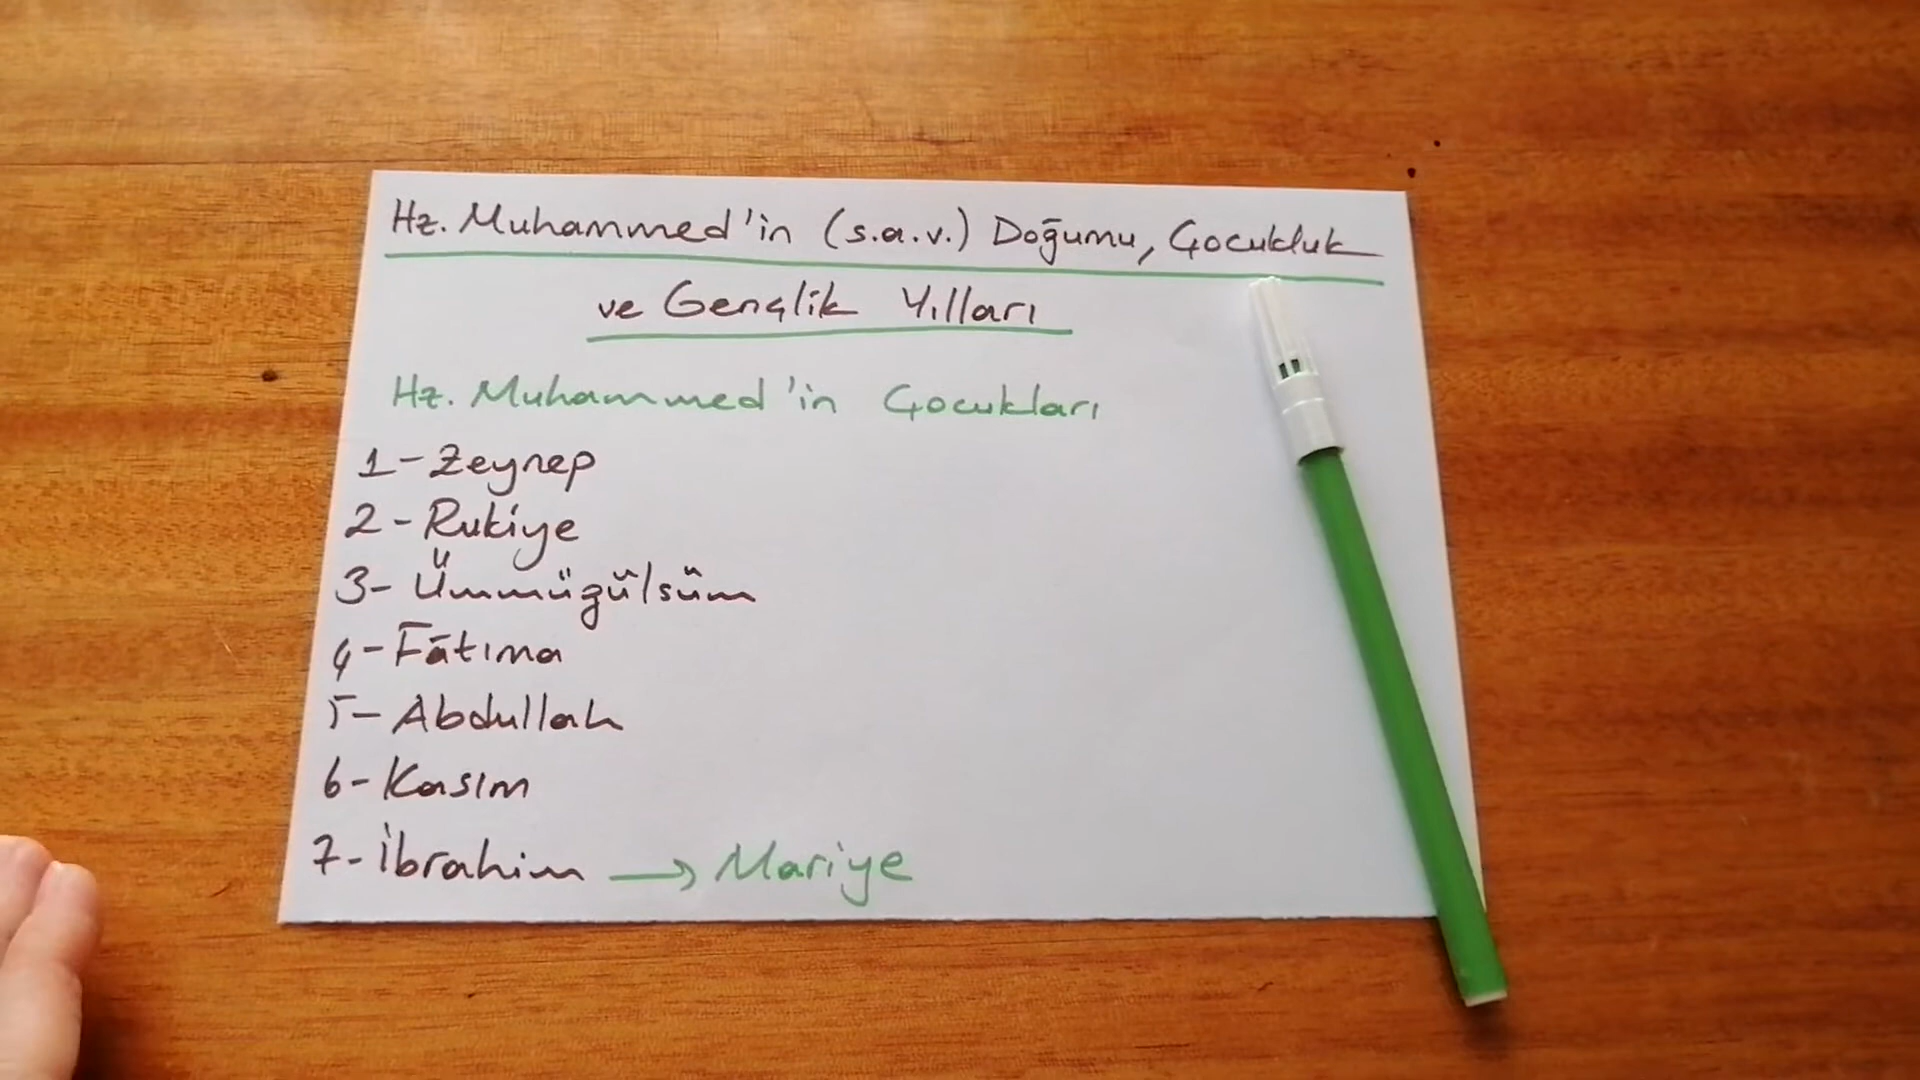 Hz. Muhammed'in (s.a.v.) Doğumu, Çocukluk
ve Gençlik Yılları
Hz. Muhammed'in Çocukları
1- Zeynep
2- Rukiye
3- Ümmügülsüm
4- Fātıma
5- Abdullah
6- Kasım
7- İbrahim → Mariye